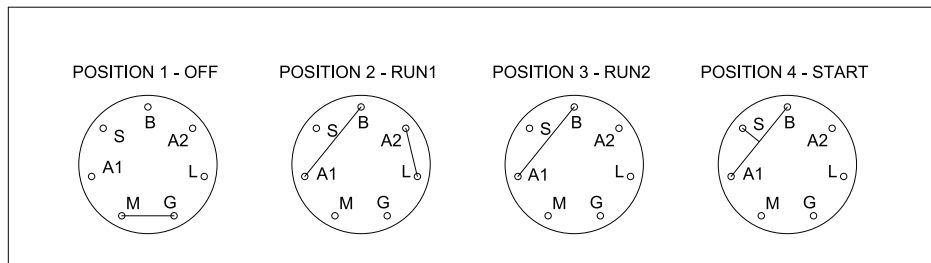 POSITION 1 - OFF
B
S
A2
A1
L
M G
POSITION 2 - RUN1
B
S
A2
A1
L
M G
POSITION 3 - RUN2
B
S
A2
A1
L
M G
POSITION 4 - START
B
S
A2
A1
L
M G